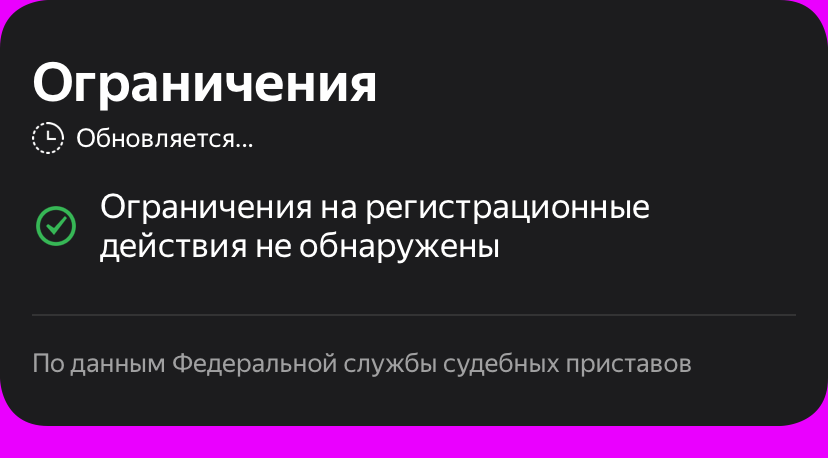 Ограничения
Обновляется...
Ограничения на регистрационные
действия не обнаружены
По данным Федеральной службы судебных приставов